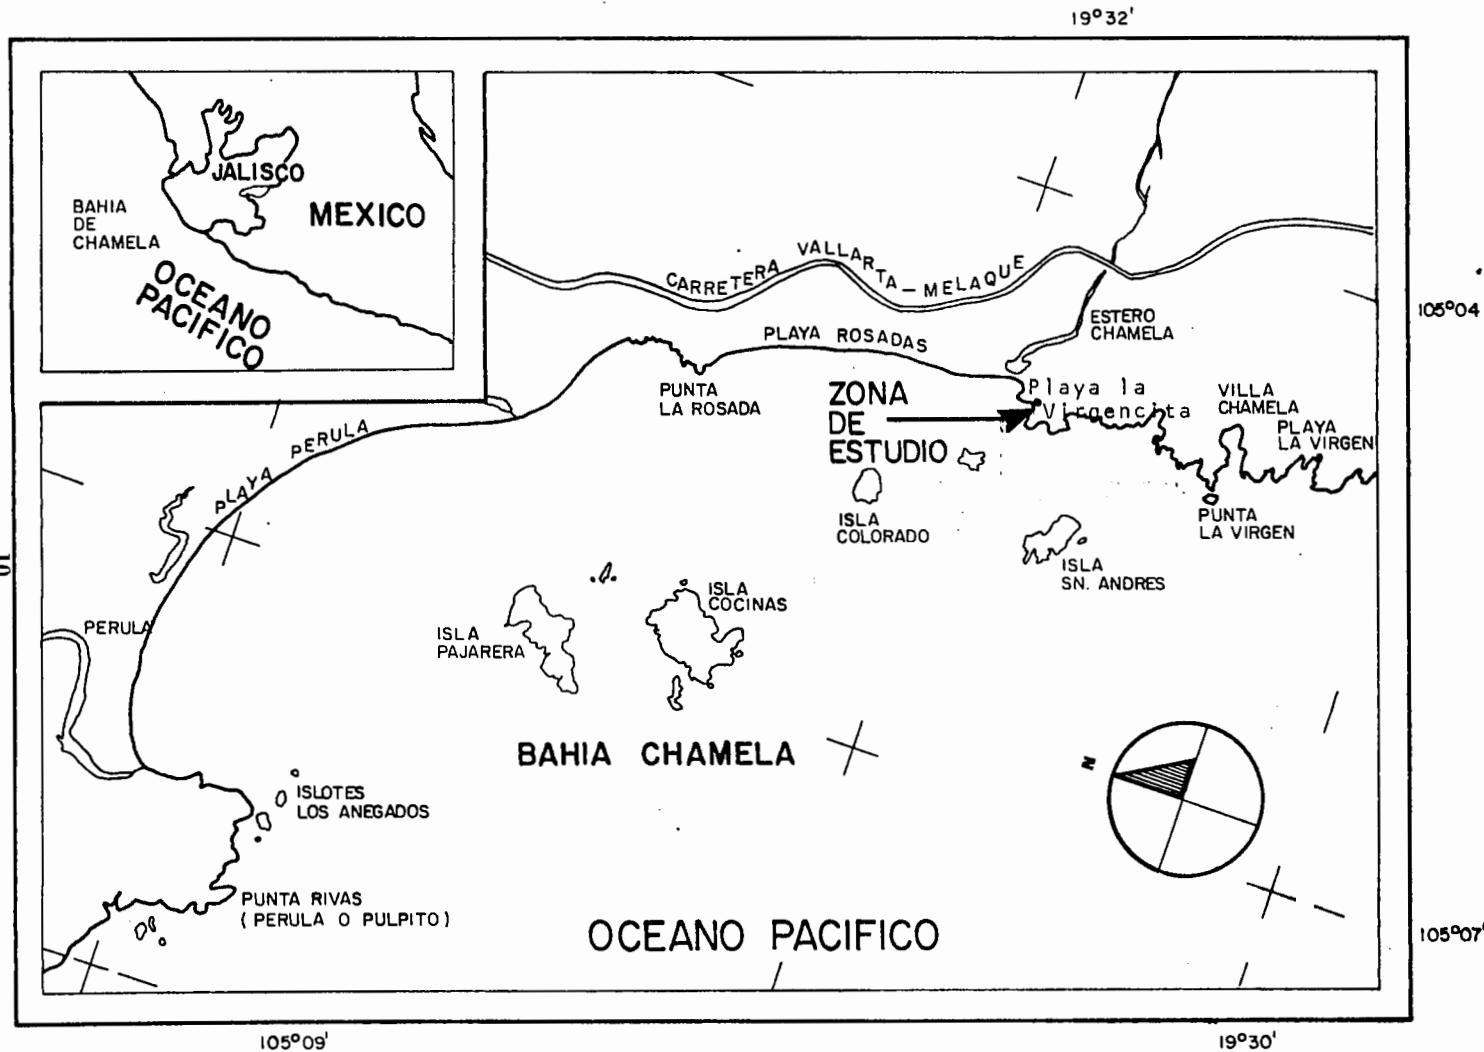 19°32'
JALISCO
MEXICO
BAHIA
DE
CHAMELA
OCEANO
PACIFICO
CARRETERA VALLARTA - MELAQUE
105°04
ESTERO
CHAMELA
PLAYA ROSADAS
PUNTA
LA ROSADA
ZONA
DE
ESTUDIO
Playa la
Virgencita
VILLA
CHAMELA
PLAYA
LA VIRGEN
PLAYA PERULA
ISLA
COLORADO
PUNTA
LA VIRGEN
ISLA
SN. ANDRES
10
ISLA
COCINAS
PERULA
ISLA
PAJARERA
BAHIA CHAMELA
N
ISLOTES
LOS ANEGADOS
PUNTA RIVAS
(PERULA O PULPITO)
OCEANO PACIFICO
105°07'
105°09'
19°30'